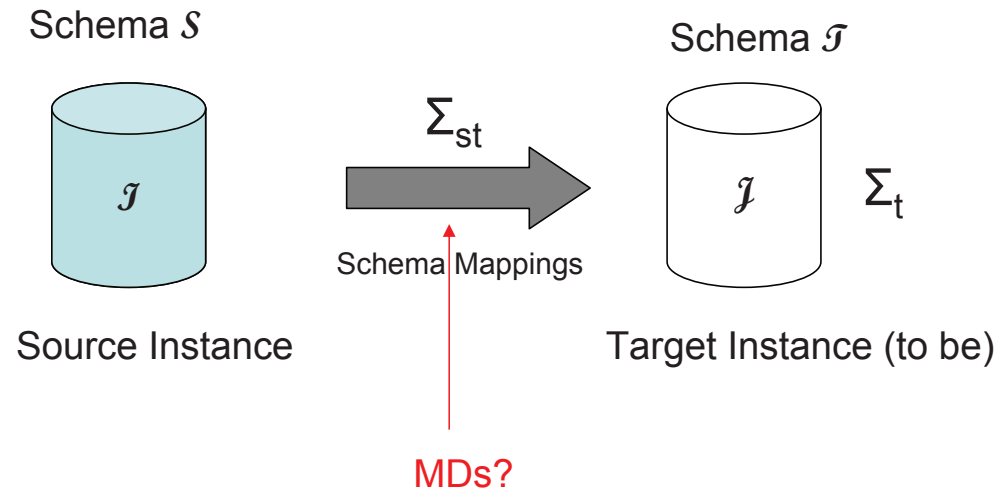 Schema 𝒮
Schema 𝒯
Σst
ℐ
𝒥
Σt
Schema Mappings
Source Instance
Target Instance (to be)
MDs?